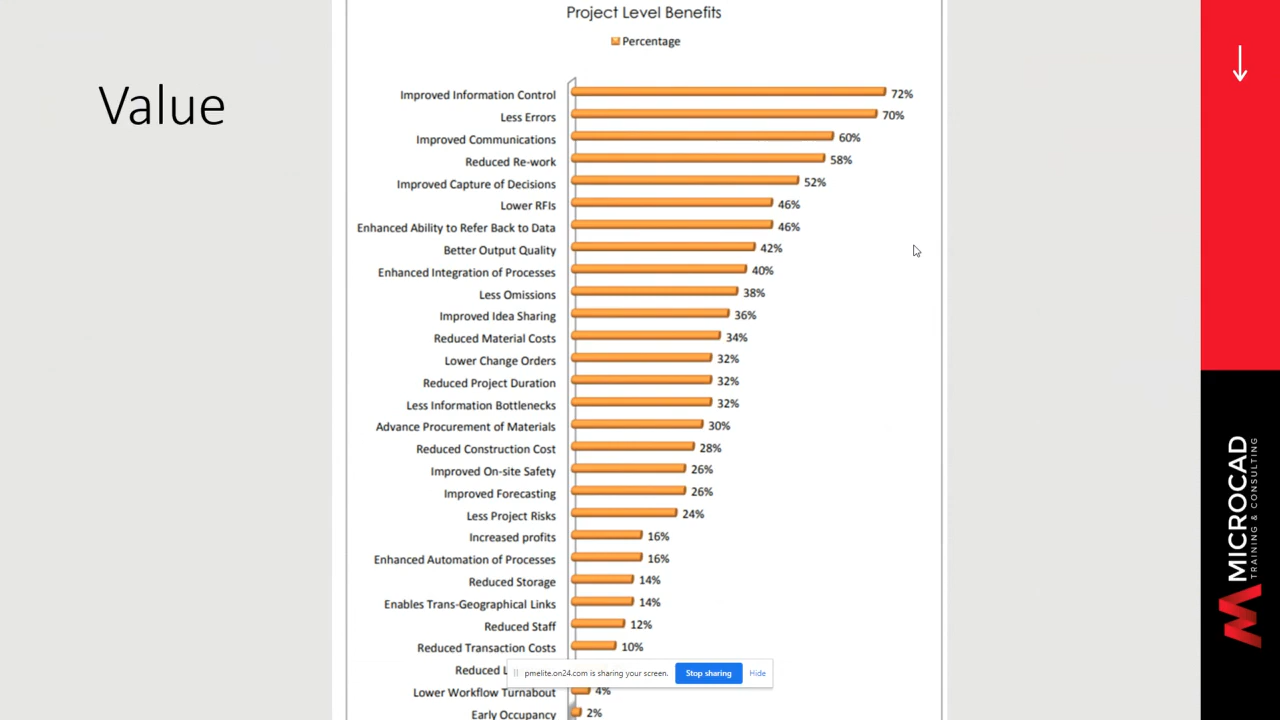 Project Level Benefits
Percentage
Value
Improved Information Control 72%
Less Errors 70%
Improved Communications 60%
Reduced Re-work 58%
Improved Capture of Decisions 52%
Lower RFIs 46%
Enhanced Ability to Refer Back to Data 46%
Better Output Quality 42%
Enhanced Integration of Processes 40%
Less Omissions 38%
Improved Idea Sharing 36%
Reduced Material Costs 34%
Lower Change Orders 32%
Reduced Project Duration 32%
Less Information Bottlenecks 32%
Advance Procurement of Materials 30%
Reduced Construction Cost 28%
Improved On-site Safety 26%
Improved Forecasting 26%
Less Project Risks 24%
Increased profits 16%
Enhanced Automation of Processes 16%
Reduced Storage 14%
Enables Trans-Geographical Links 14%
Reduced Staff 12%
Reduced Transaction Costs 10%
Reduced
pmelite.on24.com is sharing your screen. Stop sharing Hide
Lower Workflow Turnabout 4%
Early Occupancy 2%
MICROCAD
TRAINING & CONSULTING